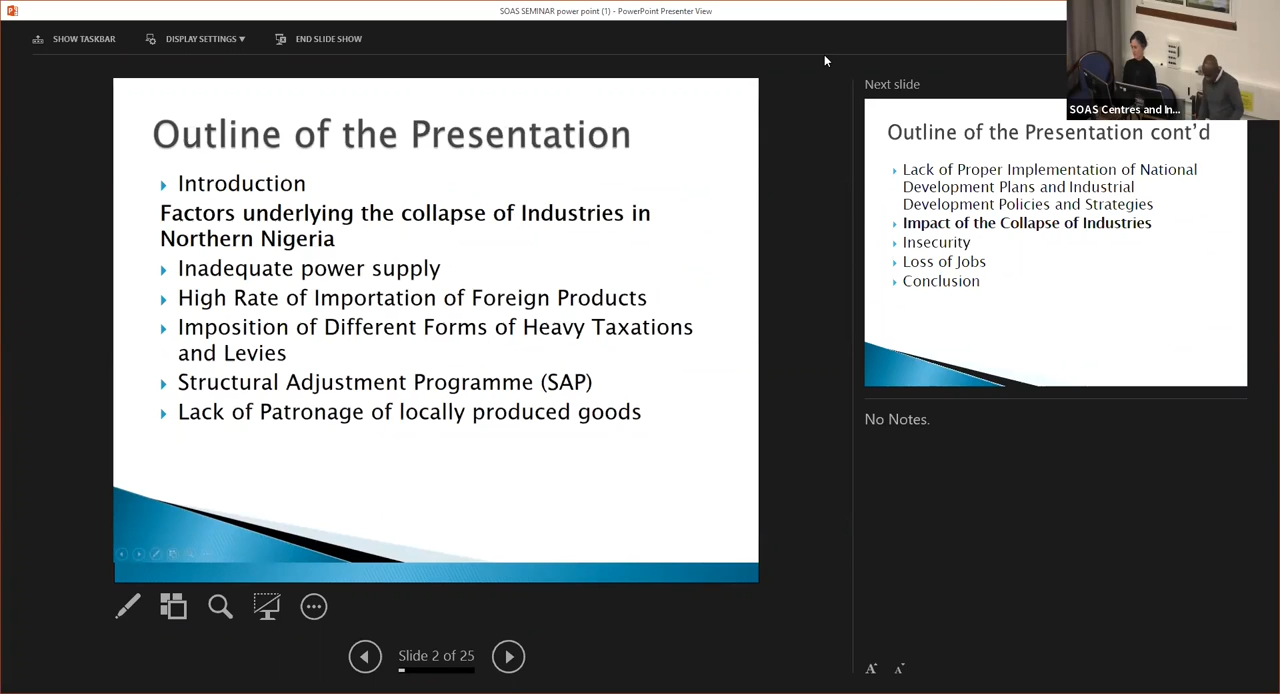 SOAS SEMINAR power point (1) - PowerPoint Presenter View
SHOW TASKBAR
DISPLAY SETTINGS ▼
END SLIDE SHOW
SOAS Centres and In...
Outline of the Presentation
Introduction
Factors underlying the collapse of Industries in
Northern Nigeria
Inadequate power supply
High Rate of Importation of Foreign Products
Imposition of Different Forms of Heavy Taxations
and Levies
Structural Adjustment Programme (SAP)
Lack of Patronage of locally produced goods
Slide 2 of 25
Next slide
Outline of the Presentation cont’d
Lack of Proper Implementation of National
Development Plans and Industrial
Development Policies and Strategies
Impact of the Collapse of Industries
Insecurity
Loss of Jobs
Conclusion
No Notes.
A A